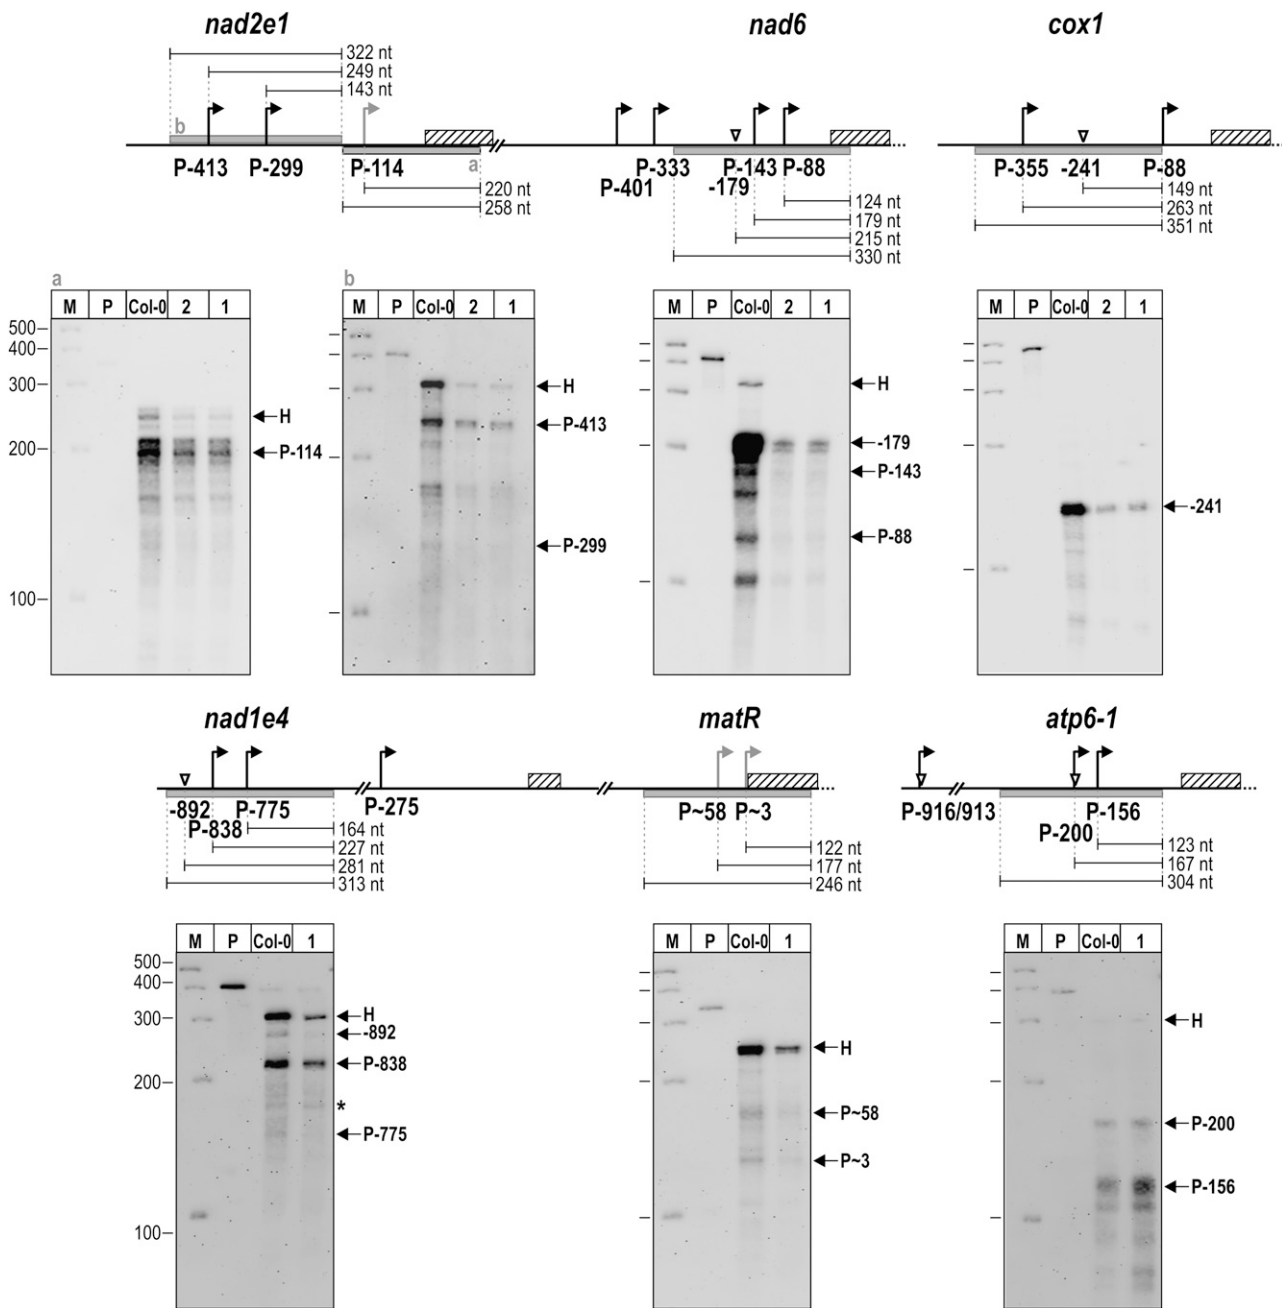 nad2e1 nad6 cox1
322 nt
249 nt
143 nt
b
P-413 P-299 P-114 a
220 nt
258 nt
P-333 P-143 P-88
P-401 -179
124 nt
179 nt
215 nt
330 nt
P-355 -241 P-88
149 nt
263 nt
351 nt
a
M P Col-0 2 1
500
400
300
200
100
H
P-114
b
M P Col-0 2 1
H
P-413
P-299
M P Col-0 2 1
H
-179
P-143
P-88
M P Col-0 2 1
-241
nad1e4 matR atp6-1
-892 P-775 P-275
P-838
164 nt
227 nt
281 nt
313 nt
P~58 P~3
122 nt
177 nt
246 nt
P-916/913 P-156
P-200
123 nt
167 nt
304 nt
M P Col-0 1
500
400
300
200
100
H
-892
P-838
*
P-775
M P Col-0 1
H
P~58
P~3
M P Col-0 1
H
P-200
P-156